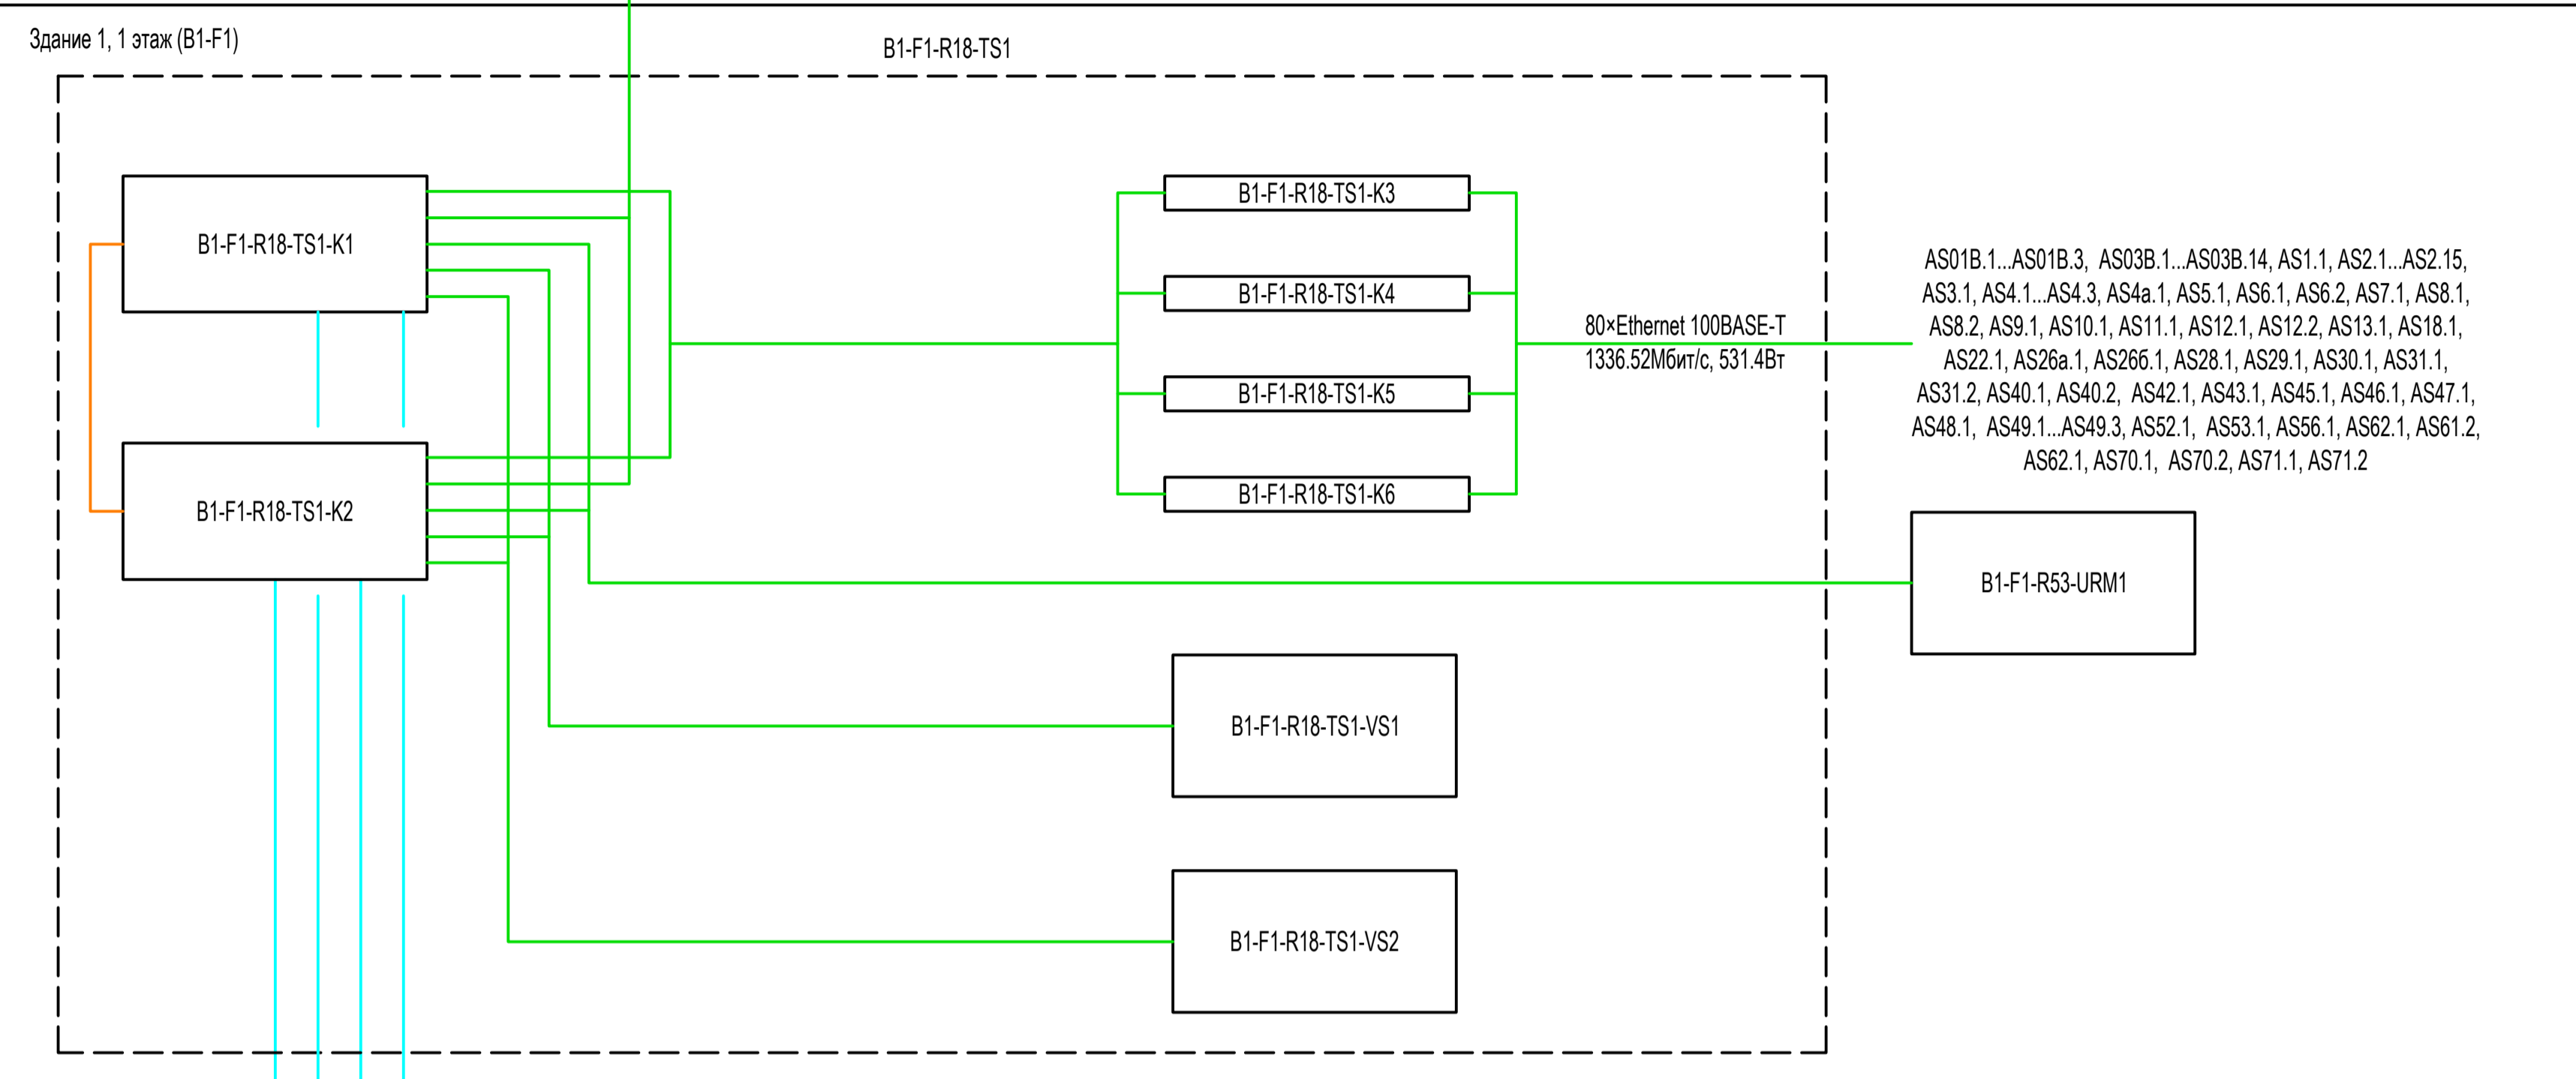 Здание 1, 1 этаж (B1-F1)
B1-F1-R18-TS1
B1-F1-R18-TS1-K1
B1-F1-R18-TS1-K2
B1-F1-R18-TS1-K3
B1-F1-R18-TS1-K4
B1-F1-R18-TS1-K5
B1-F1-R18-TS1-K6
80×Ethernet 100BASE-T
1336.52Мбит/с, 531.4Вт
AS01B.1...AS01B.3, AS03B.1...AS03B.14, AS1.1, AS2.1...AS2.15,
AS3.1, AS4.1...AS4.3, AS4a.1, AS5.1, AS6.1, AS6.2, AS7.1, AS8.1,
AS8.2, AS9.1, AS10.1, AS11.1, AS12.1, AS12.2, AS13.1, AS18.1,
AS22.1, AS26a.1, AS26б.1, AS28.1, AS29.1, AS30.1, AS31.1,
AS31.2, AS40.1, AS40.2, AS42.1, AS43.1, AS45.1, AS46.1, AS47.1,
AS48.1, AS49.1...AS49.3, AS52.1, AS53.1, AS56.1, AS62.1, AS61.2,
AS62.1, AS70.1, AS70.2, AS71.1, AS71.2
B1-F1-R53-URM1
B1-F1-R18-TS1-VS1
B1-F1-R18-TS1-VS2